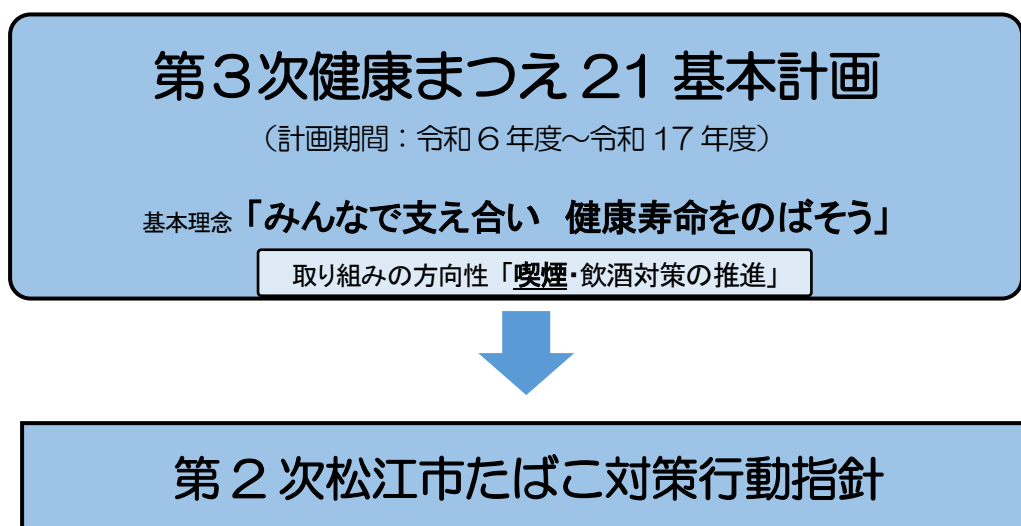 第3次健康まつえ 21 基本計画
(計画期間:令和6年度~令和 17 年度)
基本理念「みんなで支え合い　健康寿命をのばそう」
取り組みの方向性「喫煙・飲酒対策の推進」
第2次松江市たばこ対策行動指針